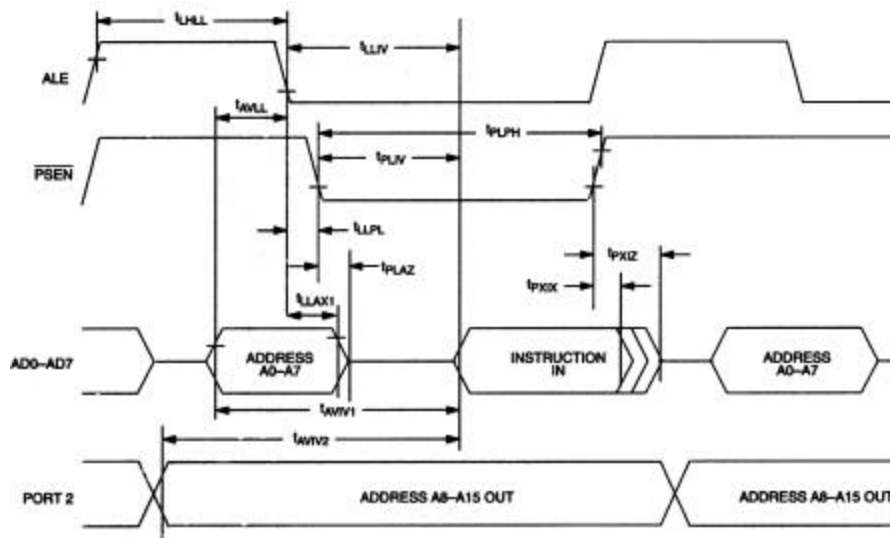 tLHLL
tLLIV
ALE
tAVLL
tPLPH
PSEN
tPLIV
tLLPL
tPLAZ
tPXIZ
tPXIX
tLLAX1
AD0–AD7
ADDRESS
A0–A7
INSTRUCTION
IN
ADDRESS
A0–A7
tAVIV1
tAVIV2
PORT 2
ADDRESS A8–A15 OUT
ADDRESS A8–A15 OUT